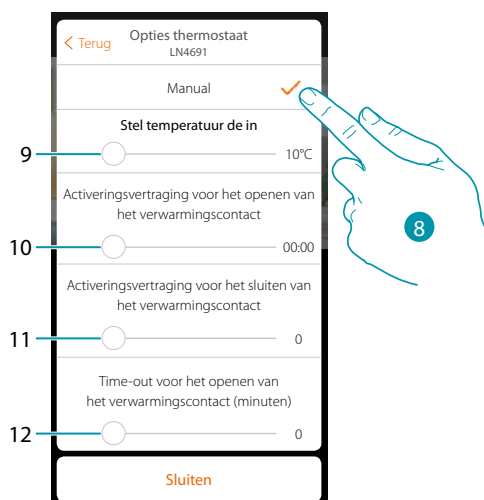 Terug
Opties thermostaat
LN4691
Manual
Stel temperatuur de in
9
10°C
Activeringsvertraging voor het openen van
het verwarmingscontact
10
00:00
8
Activeringsvertraging voor het sluiten van
het verwarmingscontact
11
0
Time-out voor het openen van
het verwarmingscontact (minuten)
12
0
Sluiten